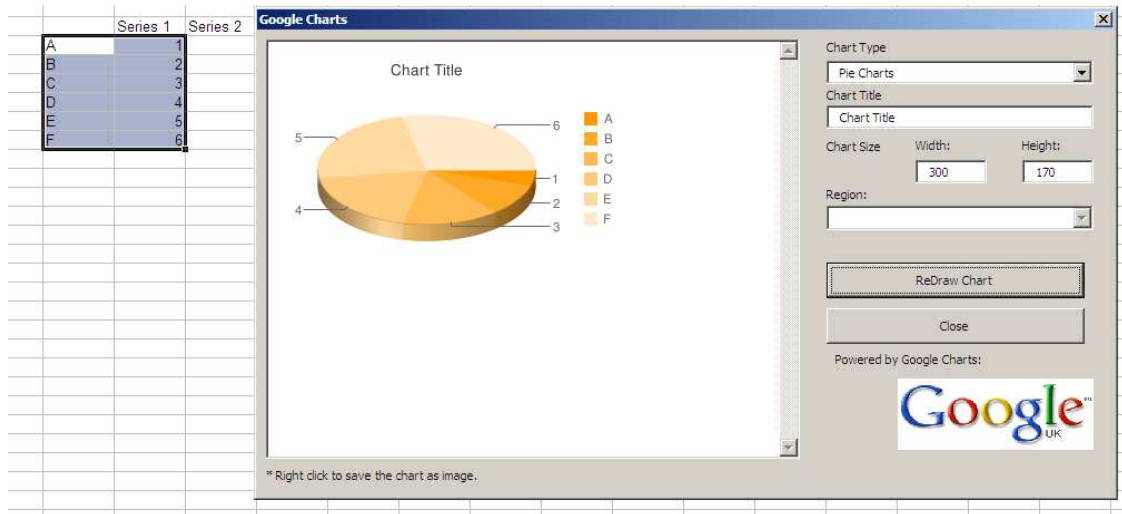 Series 1 Series 2
A 1
B 2
C 3
D 4
E 5
F 6
Google Charts
Chart Title
5
6
4
1
2
3
A
B
C
D
E
F
* Right click to save the chart as image.
Chart Type
Pie Charts
Chart Title
Chart Title
Chart Size Width: Height:
300 170
Region:
ReDraw Chart
Close
Powered by Google Charts:
Google™
UK